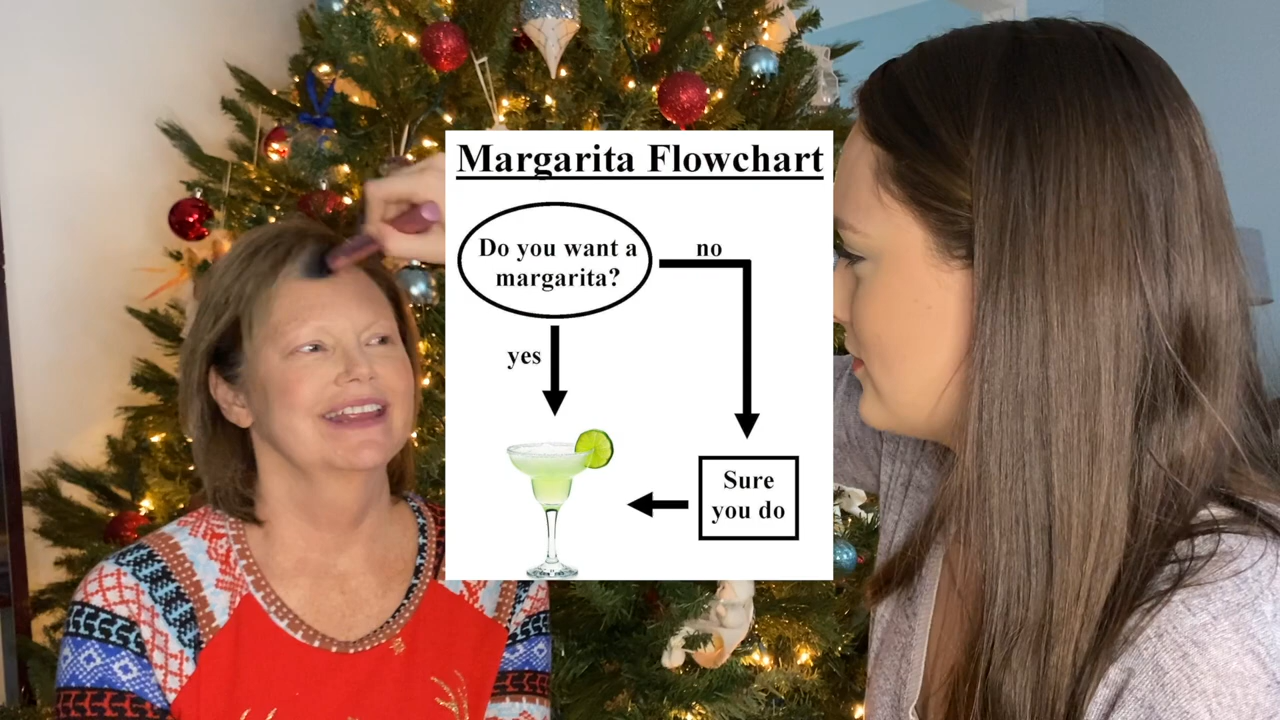 Margarita Flowchart
Do you want a
margarita?
no
yes
Sure
you do